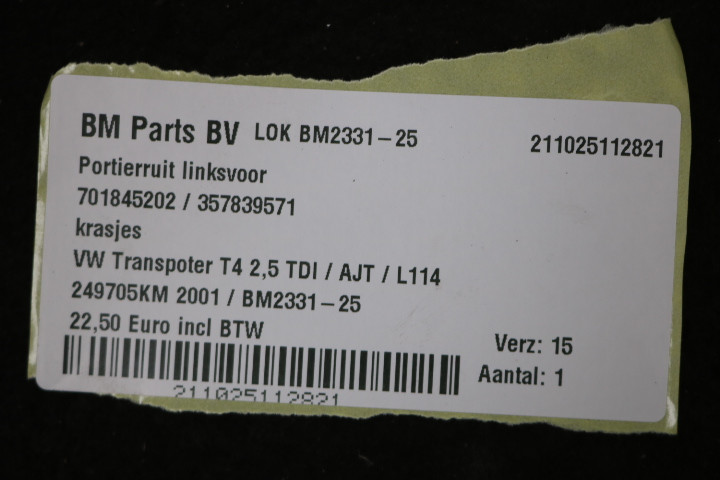 BM Parts BV LOK BM2331-25 211025112821
Portierruit linksvoor
701845202 / 357839571
krasjes
VW Transpoter T4 2,5 TDI / AJT / L114
249705KM 2001 / BM2331-25
22,50 Euro incl BTW
Verz: 15
Aantal: 1
211025112821